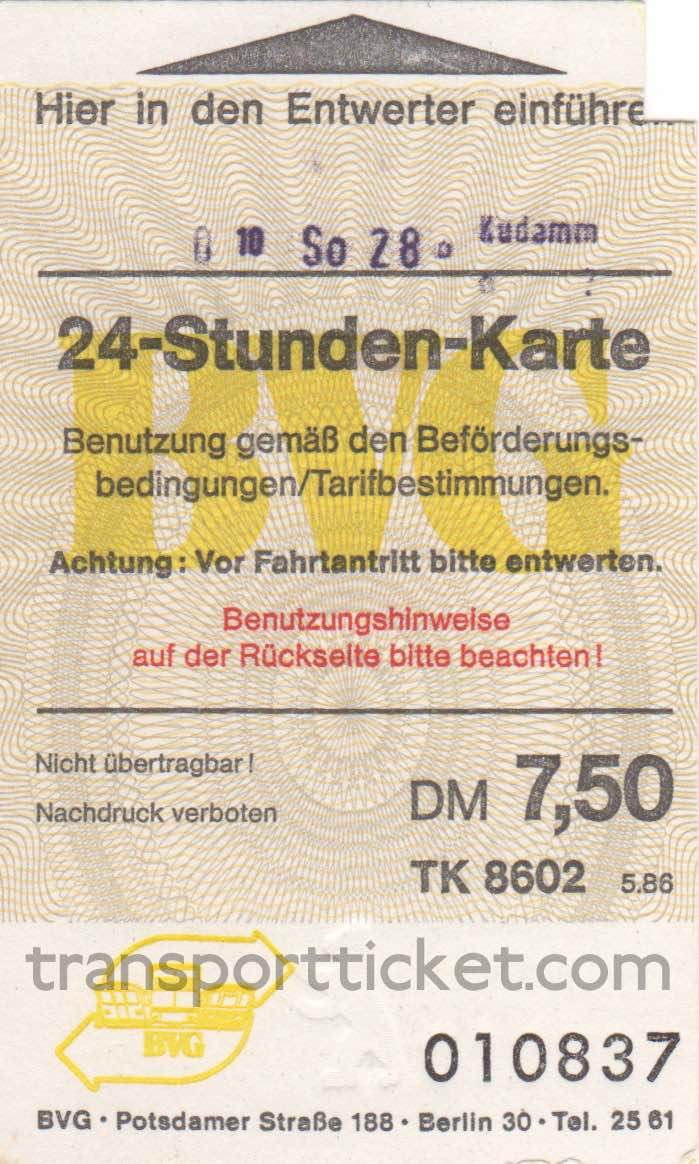 Hier in den Entwerter einführen
10 So 28 Kudamm
24-Stunden-Karte
BVG
Benutzung gemäß den Beförderungs-
bedingungen/Tarifbestimmungen.
Achtung: Vor Fahrtantritt bitte entwerten.
Benutzungshinweise
auf der Rückseite bitte beachten!
Nicht übertragbar!
DM 7,50
Nachdruck verboten
TK 8602 5.86
transportticket.com
BVG
010837
BVG · Potsdamer Straße 188 · Berlin 30 · Tel. 25 61